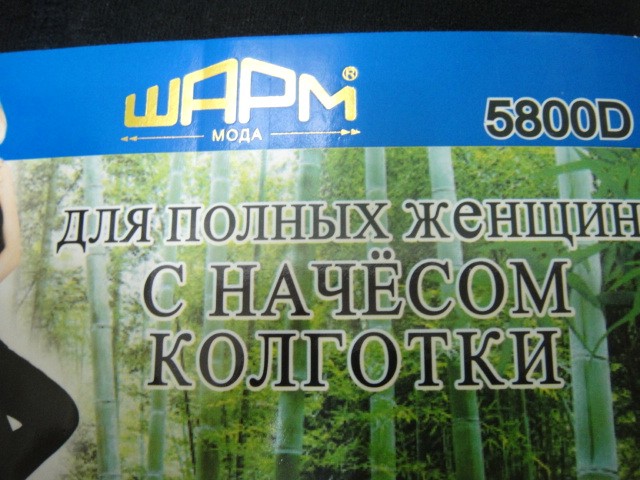 ШАРМ®
МОДА
5800D
для полных женщин
С НАЧЁСОМ
КОЛГОТКИ